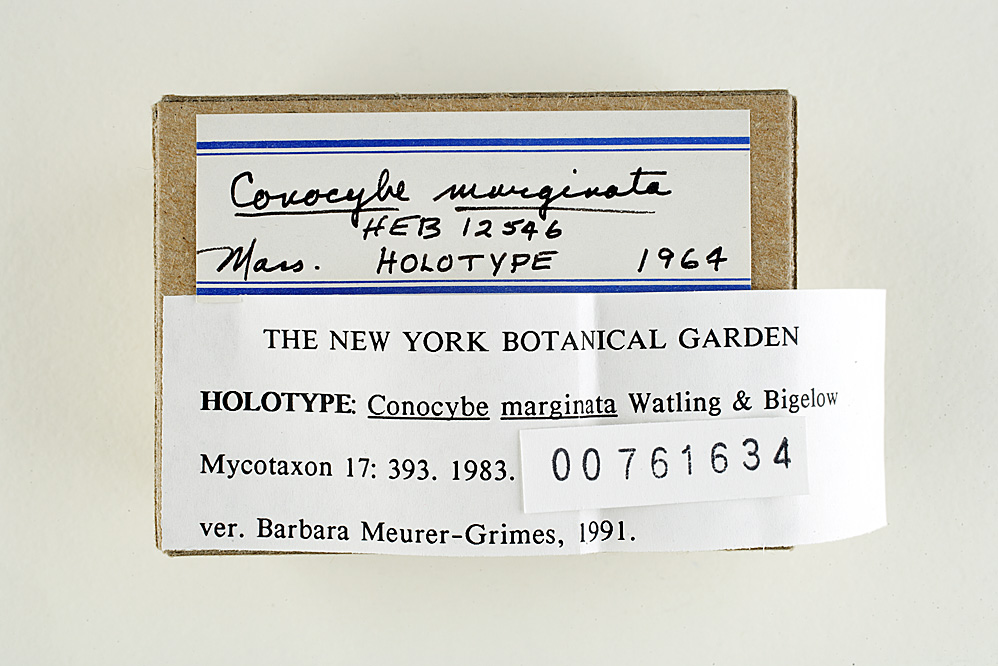 Conocybe marginata
HEB 12546
Mass. HOLOTYPE 1964
THE NEW YORK BOTANICAL GARDEN
HOLOTYPE: Conocybe marginata Watling & Bigelow
Mycotaxon 17: 393. 1983. 00761634
ver. Barbara Meurer-Grimes, 1991.